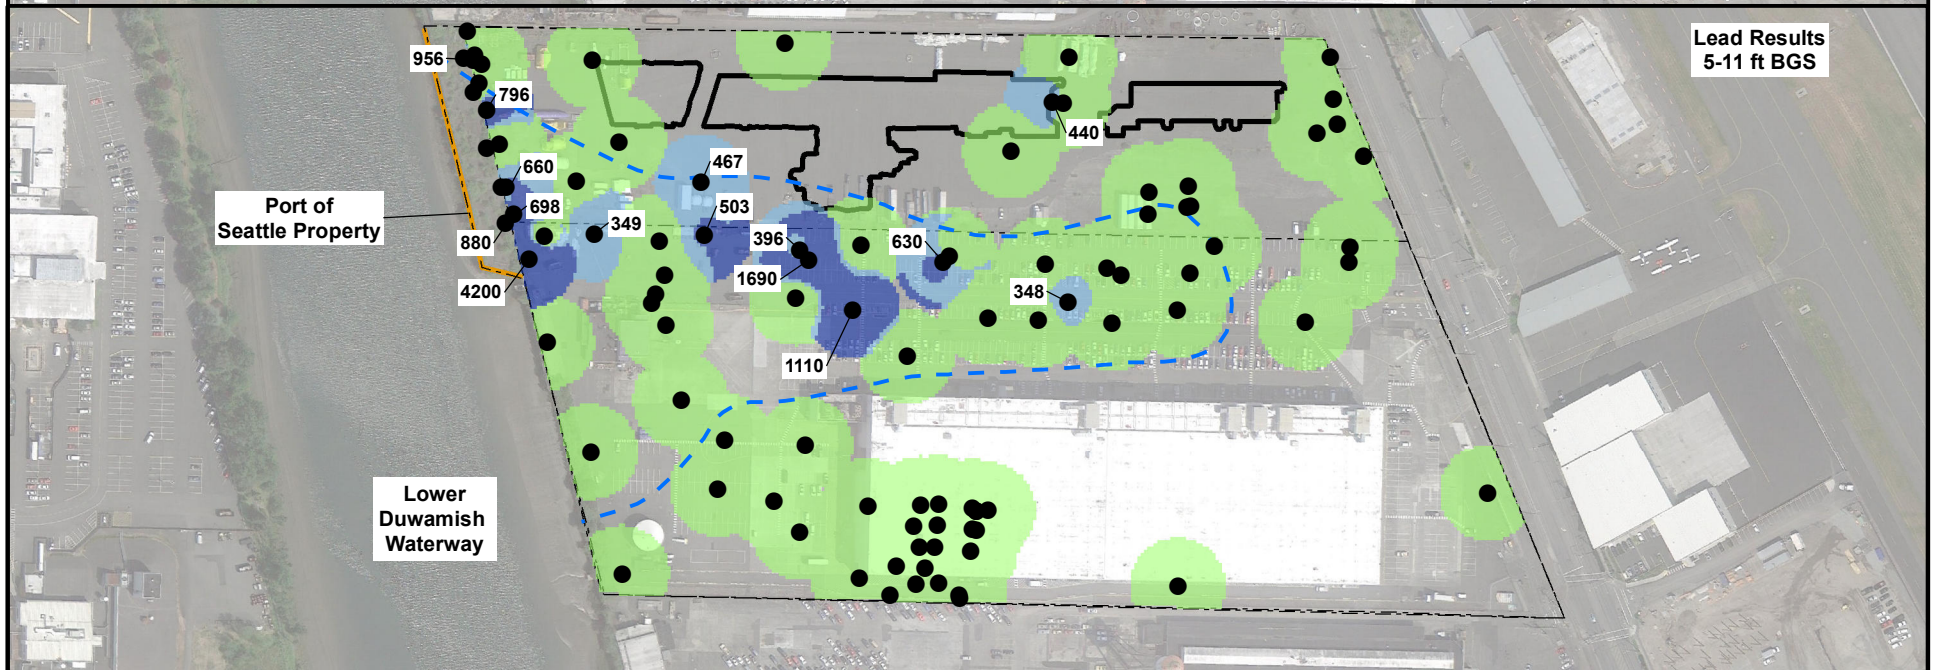 Lead Results
5-11 ft BGS
956
796
440
467
660
Port of
Seattle Property
698
503
349
396
630
880
1690
4200
348
1110
Lower
Duwamish
Waterway